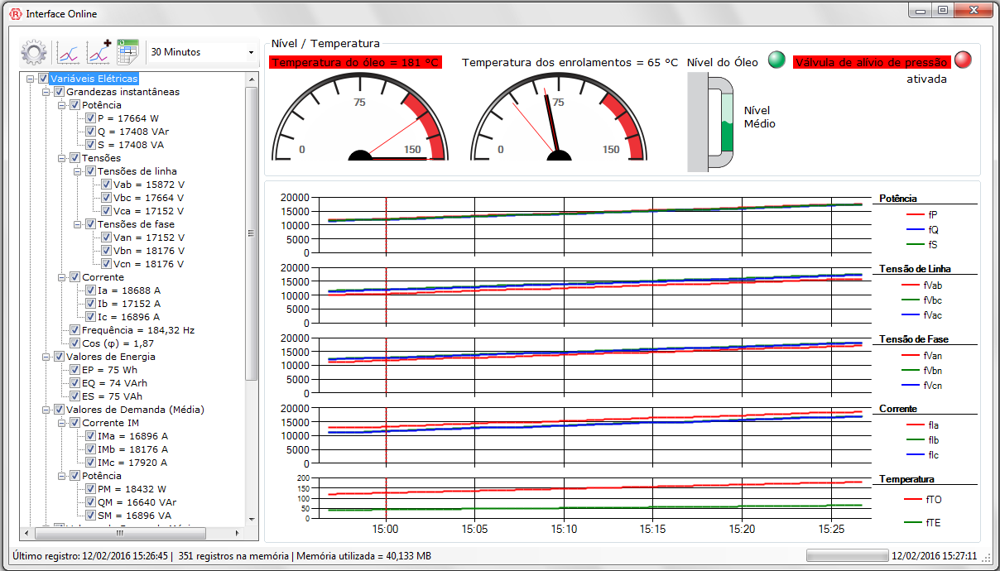 Interface Online
30 Minutos
Variáveis Elétricas
Grandezas instantâneas
Potência
P = 17664 W
Q = 17408 VAr
S = 17408 VA
Tensões
Tensões de linha
Vab = 15872 V
Vbc = 17664 V
Vca = 17152 V
Tensões de fase
Van = 17152 V
Vbn = 18176 V
Vcn = 18176 V
Corrente
Ia = 18688 A
Ib = 17152 A
Ic = 16896 A
Frequência = 184,32 Hz
Cos (φ) = 1,87
Valores de Energia
EP = 75 Wh
EQ = 74 VArh
ES = 75 VAh
Valores de Demanda (Média)
Corrente IM
IMa = 16896 A
IMb = 18176 A
IMc = 17920 A
Potência
PM = 18432 W
QM = 16640 VAr
SM = 16896 VA
Nível / Temperatura
Temperatura do óleo = 181 ºC
0
75
150
Temperatura dos enrolamentos = 65 ºC
0
75
150
Nível do Óleo
Nível
Médio
Válvula de alívio de pressão
ativada
20000
15000
10000
5000
0
Potência
fP
fQ
fS
20000
15000
10000
5000
0
Tensão de Linha
fVab
fVbc
fVac
20000
15000
10000
5000
0
Tensão de Fase
fVan
fVbn
fVcn
20000
15000
10000
5000
0
Corrente
fIa
fIb
fIc
200
150
100
50
0
Temperatura
fTO
fTE
15:00 15:05 15:10 15:15 15:20 15:25
Último registro: 12/02/2016 15:26:45 | 351 registros na memória | Memória utilizada = 40,133 MB
12/02/2016 15:27:11